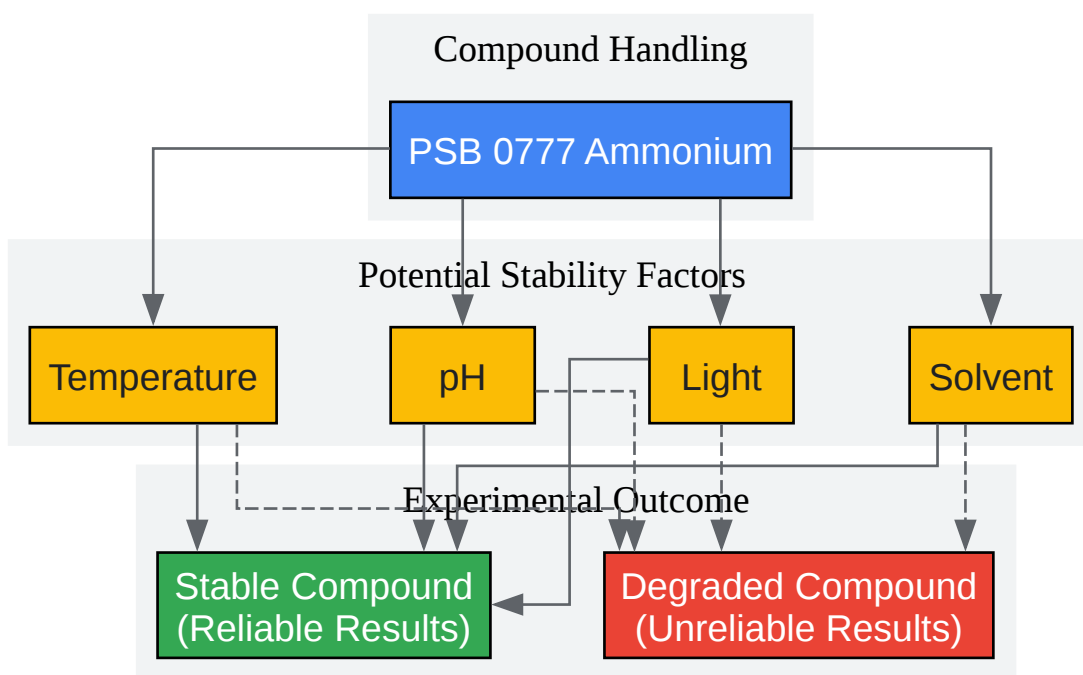 Compound Handling
PSB 0777 Ammonium
Potential Stability Factors
Temperature
pH
Light
Solvent
Experimental Outcome
Stable Compound
(Reliable Results)
Degraded Compound
(Unreliable Results)